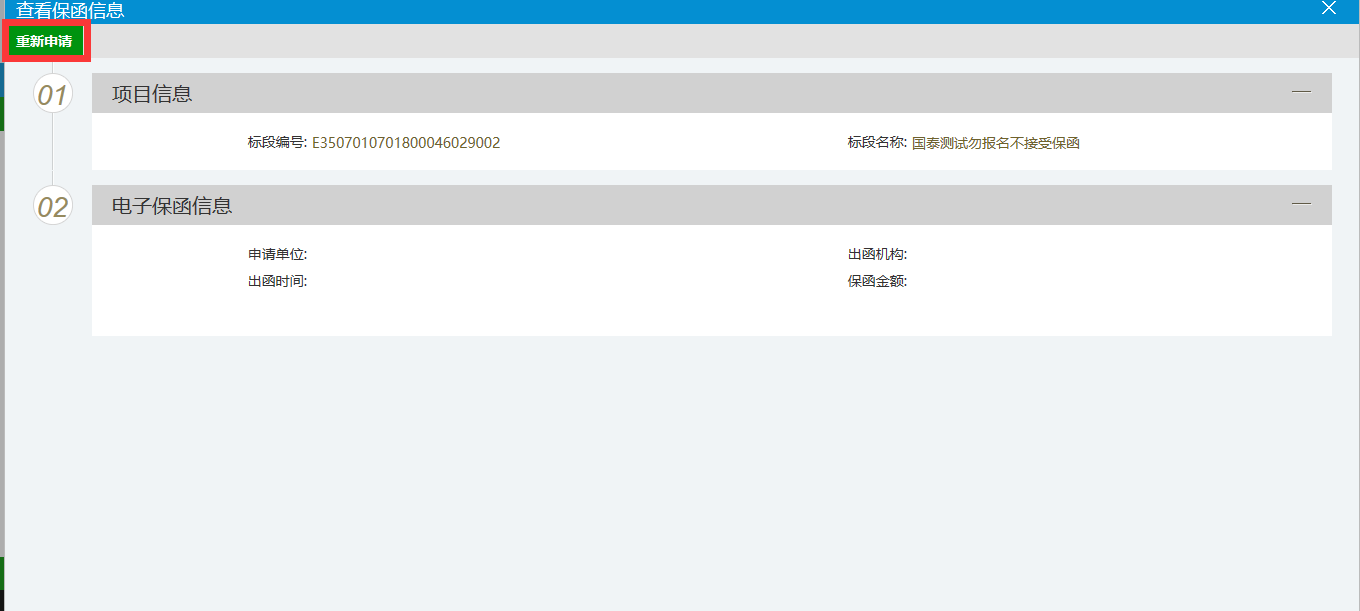 查看保函信息
重新申请
01 项目信息
标段编号: E3507010701800046029002 标段名称: 国泰测试勿报名不接受保函
02 电子保函信息
申请单位: 出函机构:
出函时间: 保函金额: